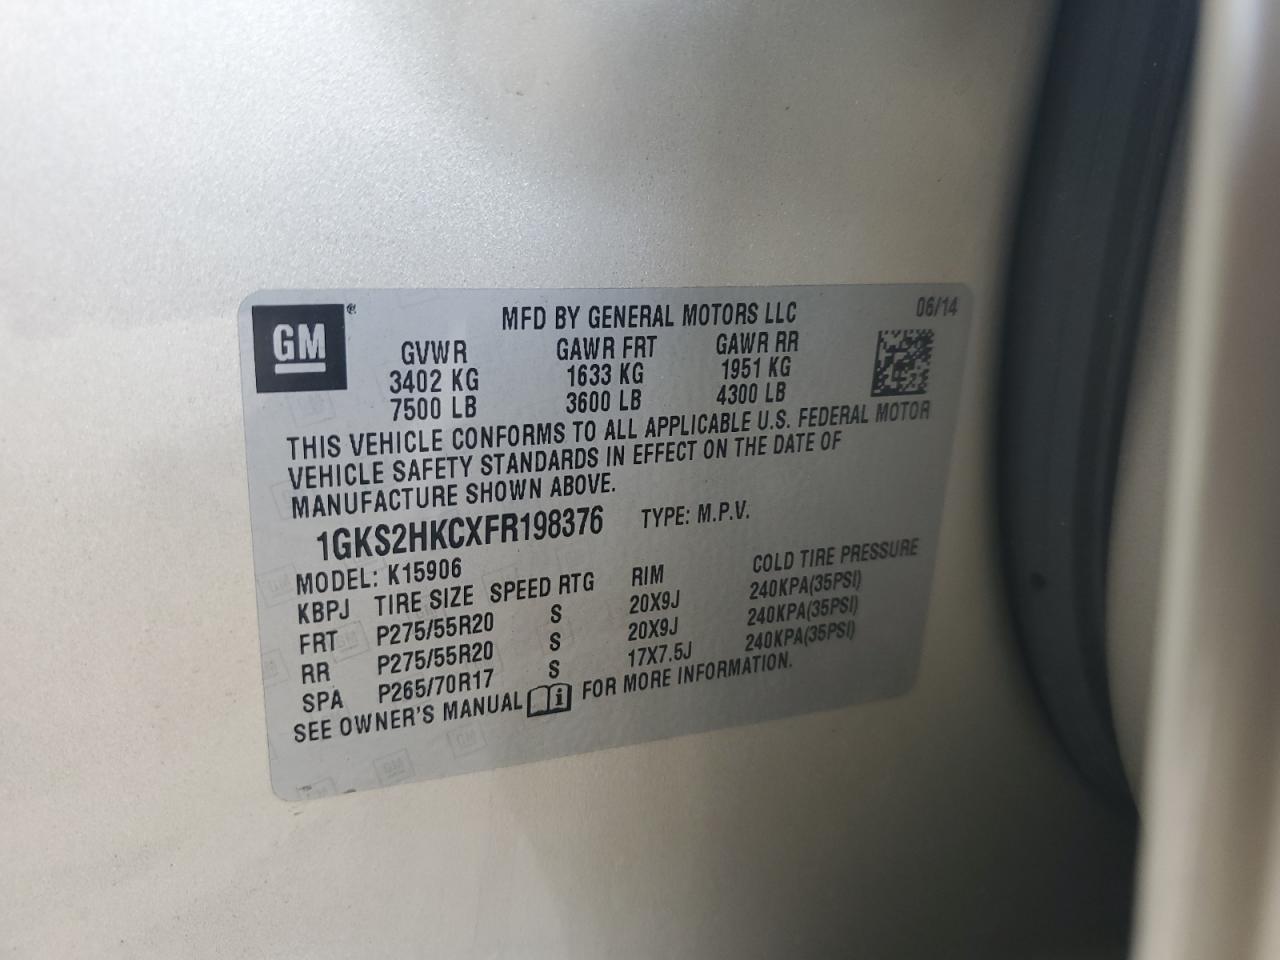 GM®
MFD BY GENERAL MOTORS LLC 06/14
GVWR GAWR FRT GAWR RR
3402 KG 1633 KG 1951 KG
7500 LB 3600 LB 4300 LB
THIS VEHICLE CONFORMS TO ALL APPLICABLE U.S. FEDERAL MOTOR
VEHICLE SAFETY STANDARDS IN EFFECT ON THE DATE OF
MANUFACTURE SHOWN ABOVE.
1GKS2HKCXFR198376 TYPE: M.P.V.
MODEL: K15906
KBPJ TIRE SIZE SPEED RTG RIM COLD TIRE PRESSURE
FRT P275/55R20 S 20X9J 240KPA(35PSI)
RR P275/55R20 S 20X9J 240KPA(35PSI)
SPA P265/70R17 S 17X7.5J 240KPA(35PSI)
SEE OWNER'S MANUAL FOR MORE INFORMATION.